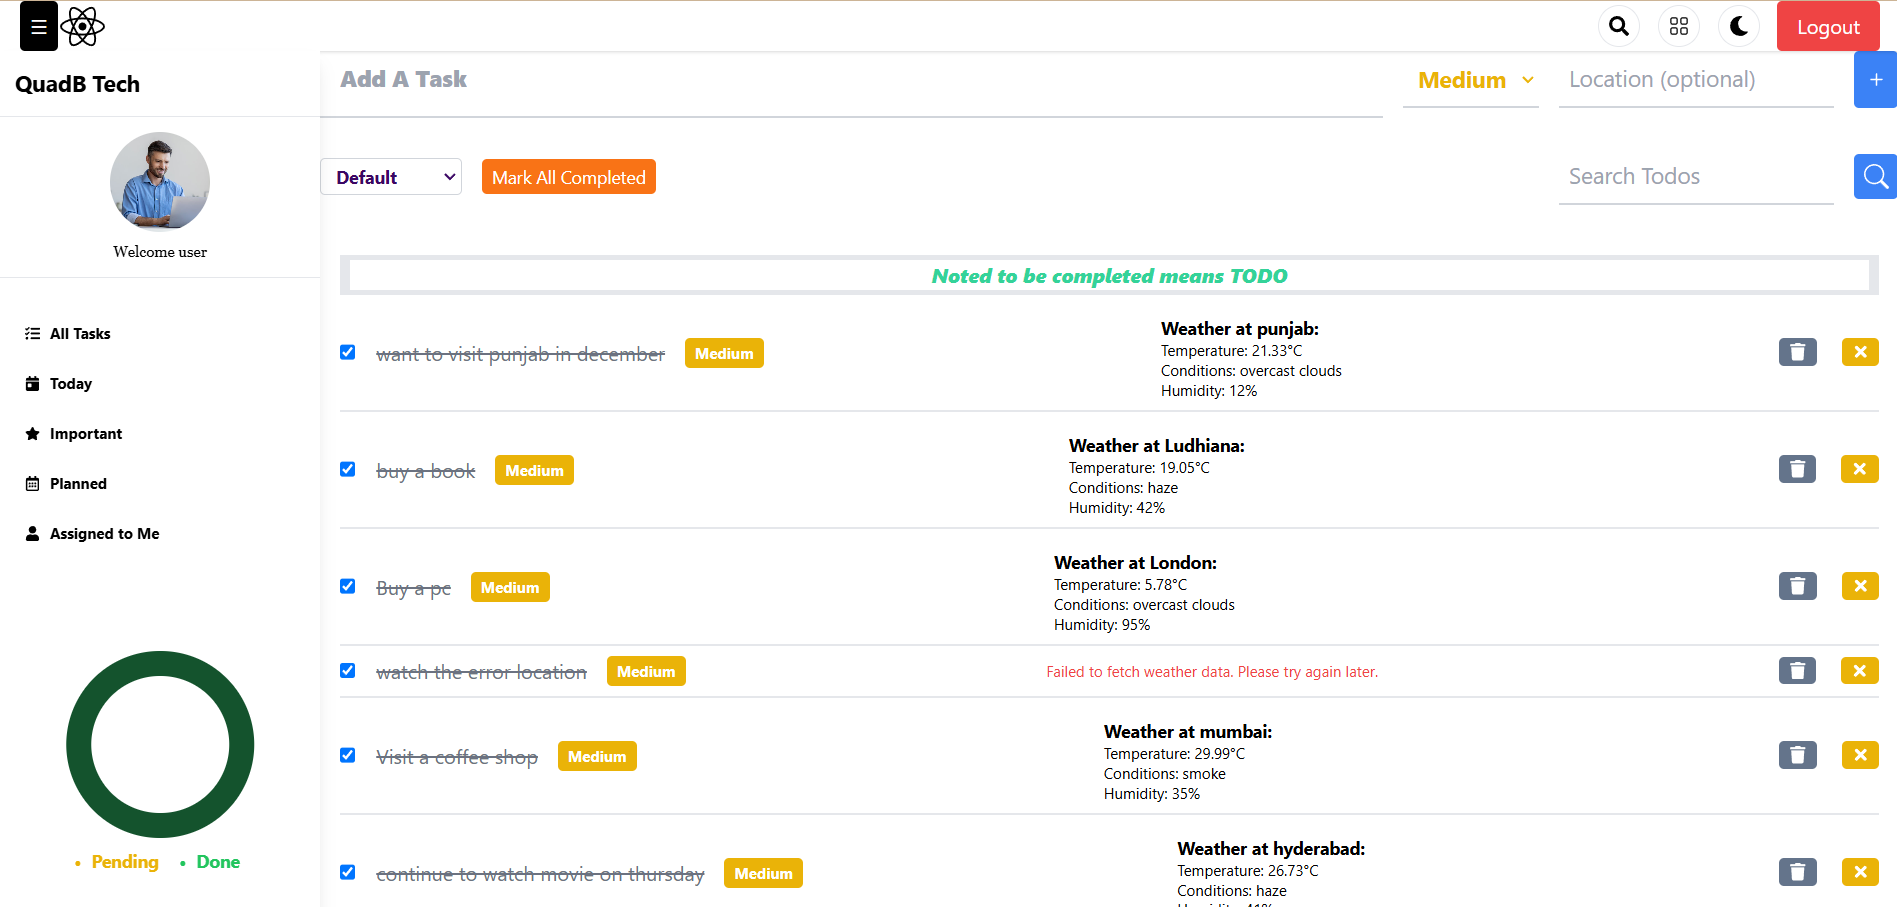 Logout
QuadB Tech
Add A Task
Medium
Location (optional)
+
Welcome user
Default
Mark All Completed
Search Todos
All Tasks
Today
Important
Planned
Assigned to Me
Pending
Done
Noted to be completed means TODO
want to visit punjab in december
Medium
Weather at punjab:
Temperature: 21.33°C
Conditions: overcast clouds
Humidity: 12%
buy a book
Medium
Weather at Ludhiana:
Temperature: 19.05°C
Conditions: haze
Humidity: 42%
Buy a pc
Medium
Weather at London:
Temperature: 5.78°C
Conditions: overcast clouds
Humidity: 95%
watch the error location
Medium
Failed to fetch weather data. Please try again later.
Visit a coffee shop
Medium
Weather at mumbai:
Temperature: 29.99°C
Conditions: smoke
Humidity: 35%
continue to watch movie on thursday
Medium
Weather at hyderabad:
Temperature: 26.73°C
Conditions: haze
Humidity: 41%